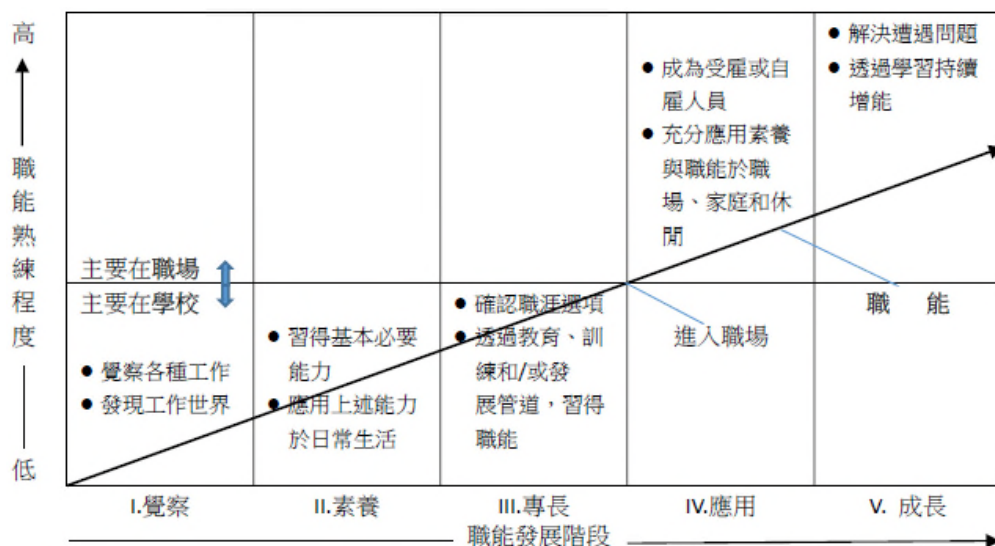 高
職能熟練程度
低
主要在職場
主要在學校
● 覺察各種工作
● 發現工作世界
● 習得基本必要
能力
● 應用上述能力
於日常生活
● 確認職涯選項
● 透過教育、訓
練和/或發
展管道，習得
職能
● 成為受雇或自
雇人員
● 充分應用素養
與職能於職
場、家庭和休
閒
● 解決遭遇問題
● 透過學習持續
增能
進入職場
職 能
I.覺察
II.素養
III.專長
IV.應用
V. 成長
職能發展階段